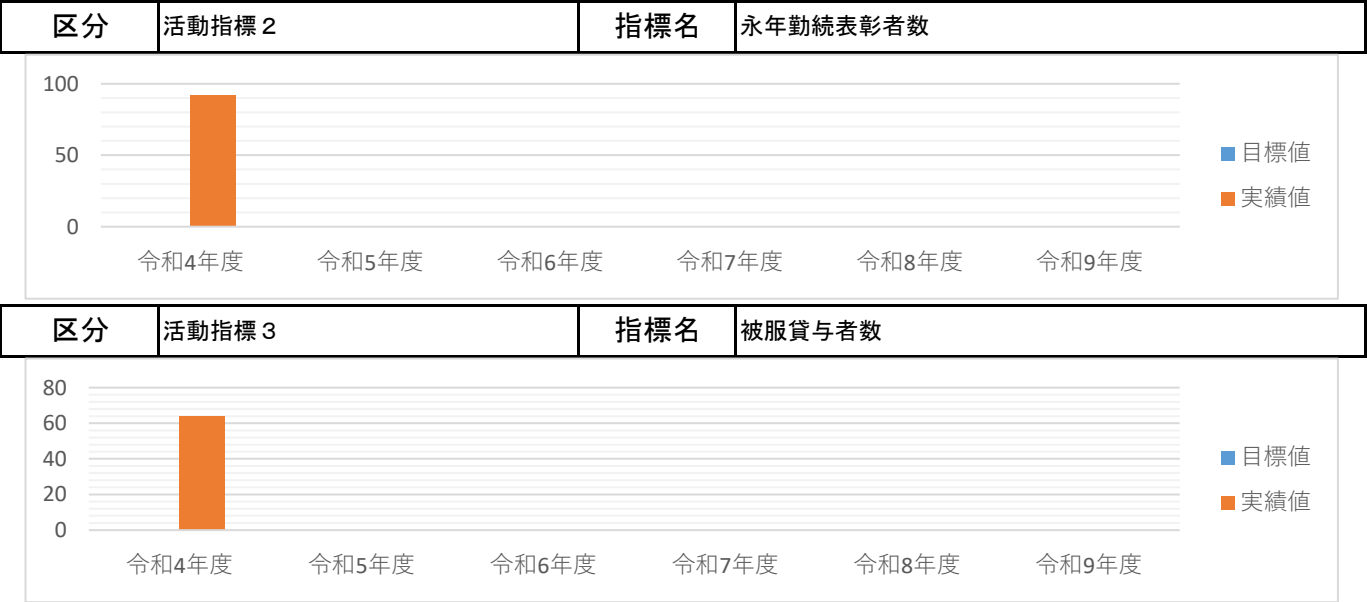 区分 活動指標２ 指標名 永年勤続表彰者数
100
50
0
令和4年度 令和5年度 令和6年度 令和7年度 令和8年度 令和9年度
目標値
実績値
区分 活動指標３ 指標名 被服貸与者数
80
60
40
20
0
令和4年度 令和5年度 令和6年度 令和7年度 令和8年度 令和9年度
目標値
実績値